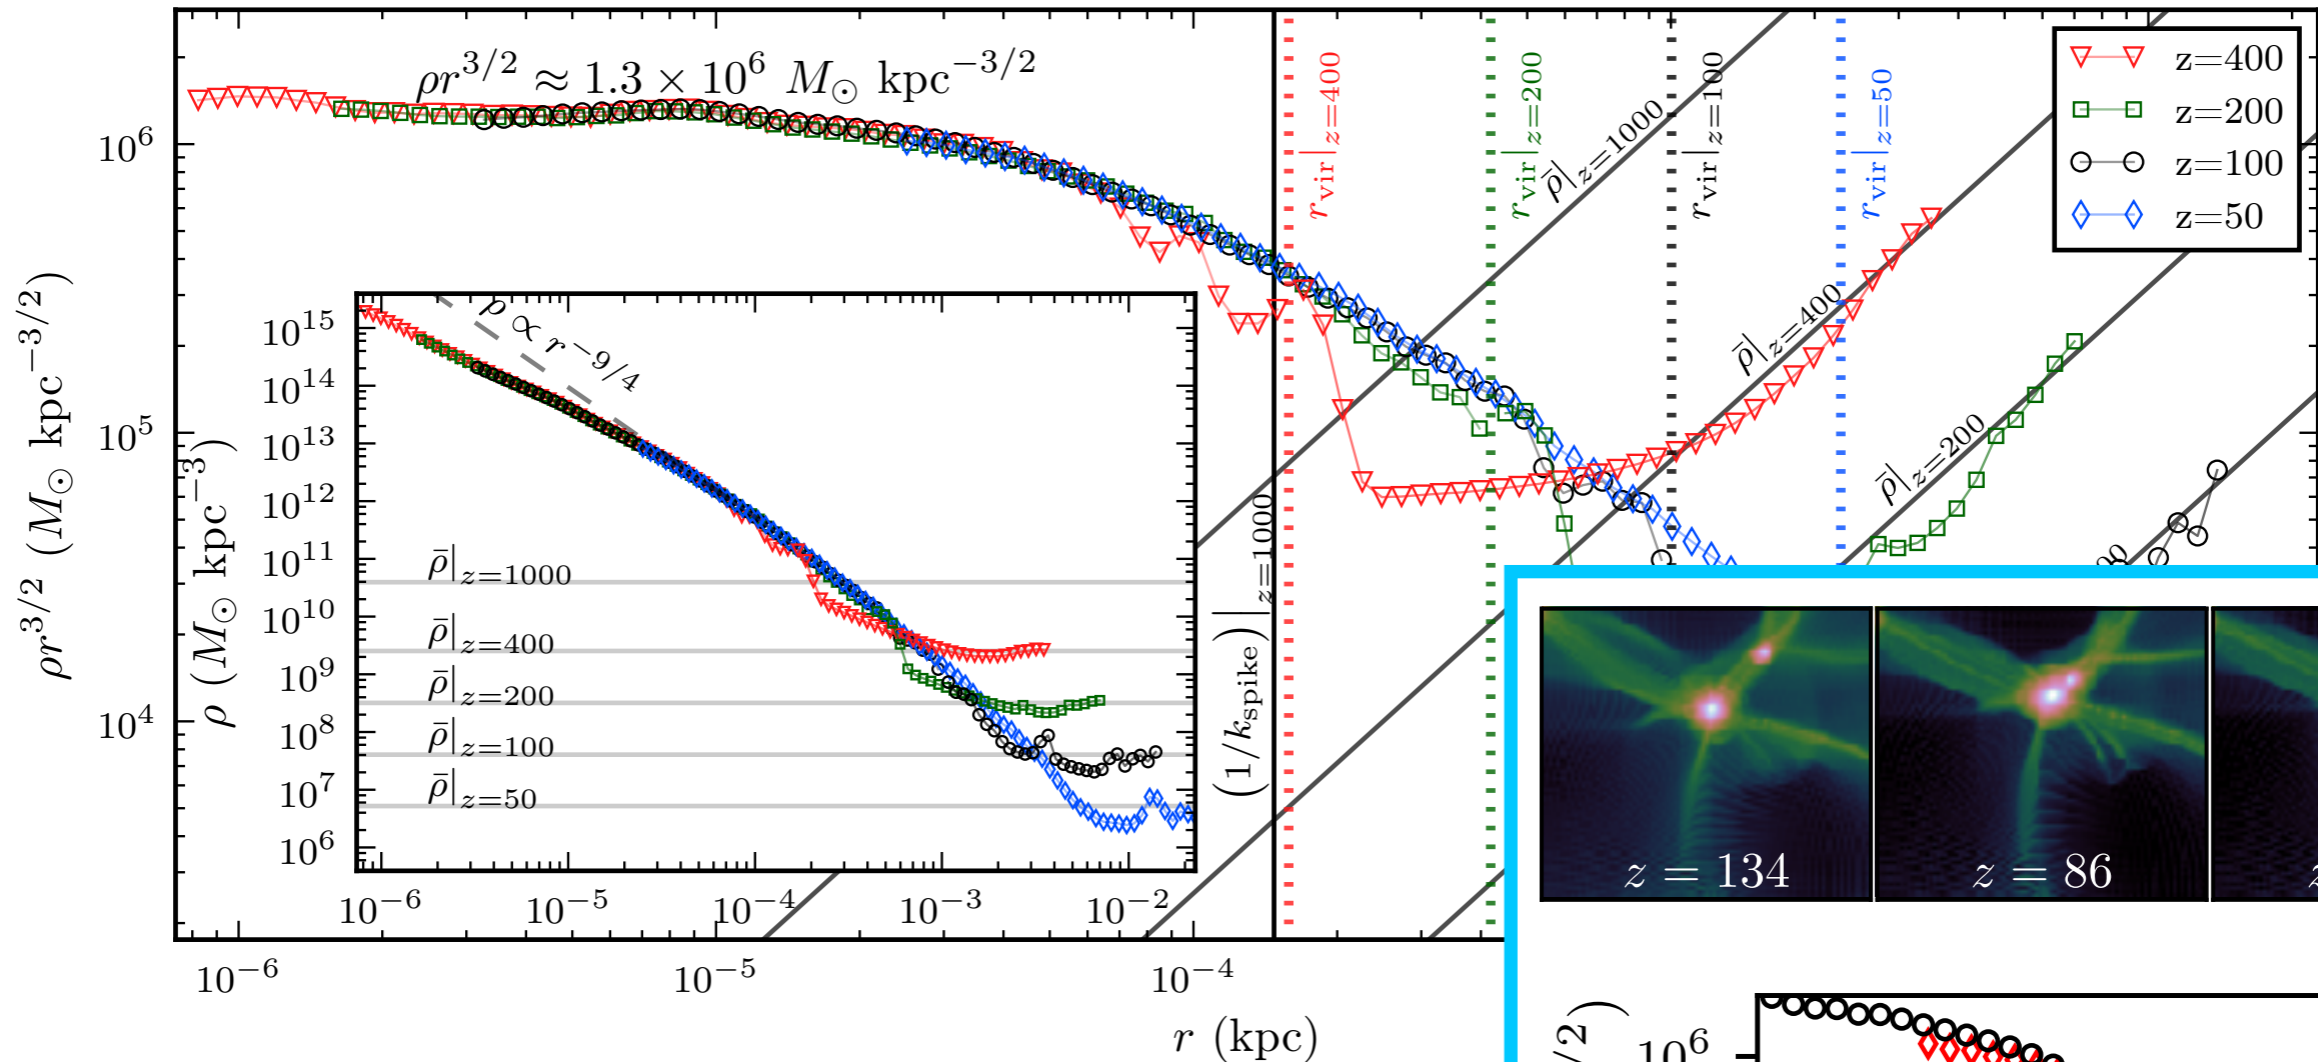 ρr^{3/2} ≈ 1.3 × 10^6 M_⊙ kpc^{−3/2}
r_vir|_{z=400}
r_vir|_{z=200}
r_vir|_{z=100}
r_vir|_{z=50}
z=400
z=200
z=100
z=50
ρ̄|_{z=1000}
ρ̄|_{z=400}
ρ̄|_{z=200}
(1/k_spike)|_{z=1000}
ρr^{3/2} (M_⊙ kpc^{−3/2})
10^6
10^5
10^4
ρ (M_⊙ kpc^{−3})
10^{15}
10^{14}
10^{13}
10^{12}
10^{11}
10^{10}
10^9
10^8
10^7
10^6
ρ ∝ r^{−9/4}
ρ̄|_{z=1000}
ρ̄|_{z=400}
ρ̄|_{z=200}
ρ̄|_{z=100}
ρ̄|_{z=50}
10^{−6} 10^{−5} 10^{−4} 10^{−3} 10^{−2}
10^{−6} 10^{−5} 10^{−4}
r (kpc)
z = 134
z = 86
10^6